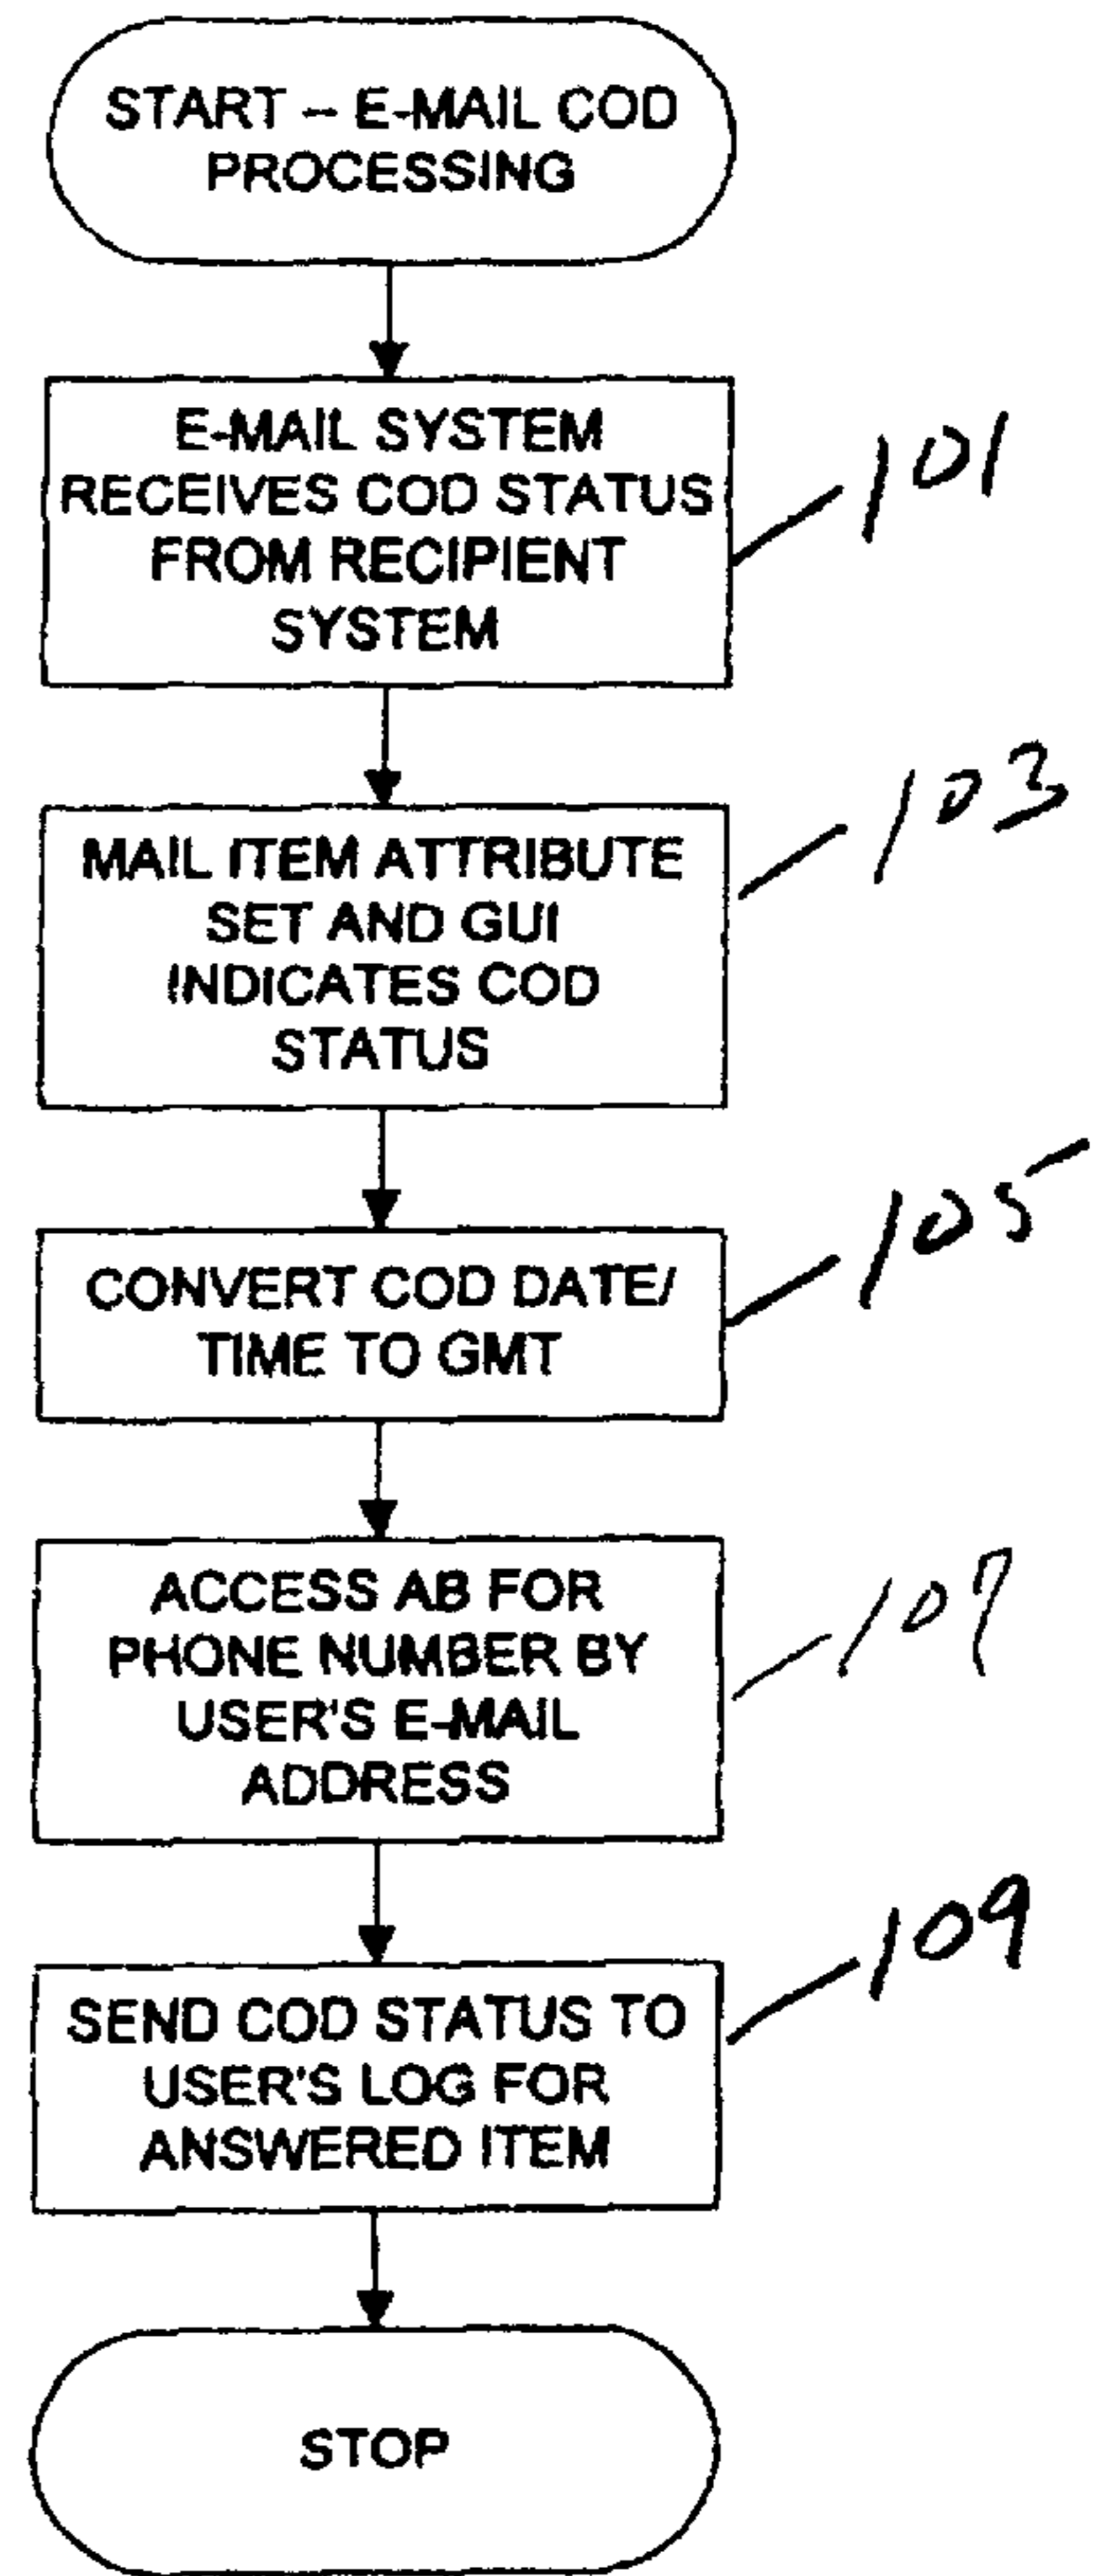 START – E-MAIL COD
PROCESSING
E-MAIL SYSTEM
RECEIVES COD STATUS
FROM RECIPIENT
SYSTEM
101
MAIL ITEM ATTRIBUTE
SET AND GUI
INDICATES COD
STATUS
103
CONVERT COD DATE/
TIME TO GMT
105
ACCESS AB FOR
PHONE NUMBER BY
USER'S E-MAIL
ADDRESS
107
SEND COD STATUS TO
USER'S LOG FOR
ANSWERED ITEM
109
STOP